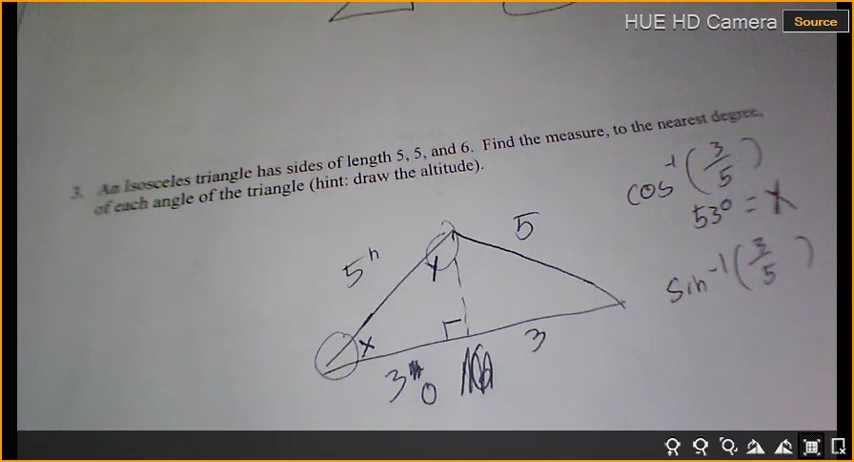 HUE HD Camera
Source
3. An Isosceles triangle has sides of length 5, 5, and 6. Find the measure, to the nearest degree,
of each angle of the triangle (hint: draw the altitude).
cos⁻¹(3/5)
53° = x
sin⁻¹(3/5)
5 h
5
y
x
3
0
3